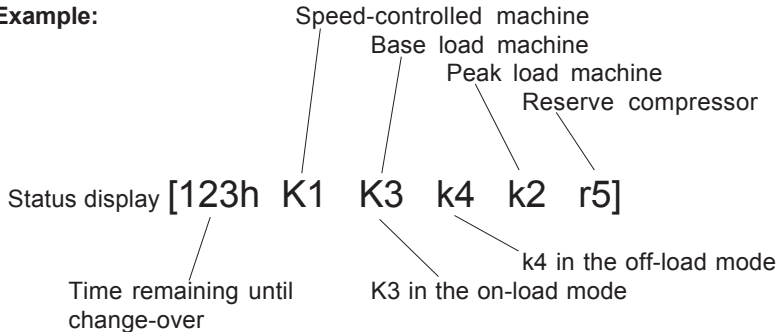 Example:
Speed-controlled machine
Base load machine
Peak load machine
Reserve compressor
Status display [123h K1 K3 k4 k2 r5]
k4 in the off-load mode
Time remaining until
change-over
K3 in the on-load mode